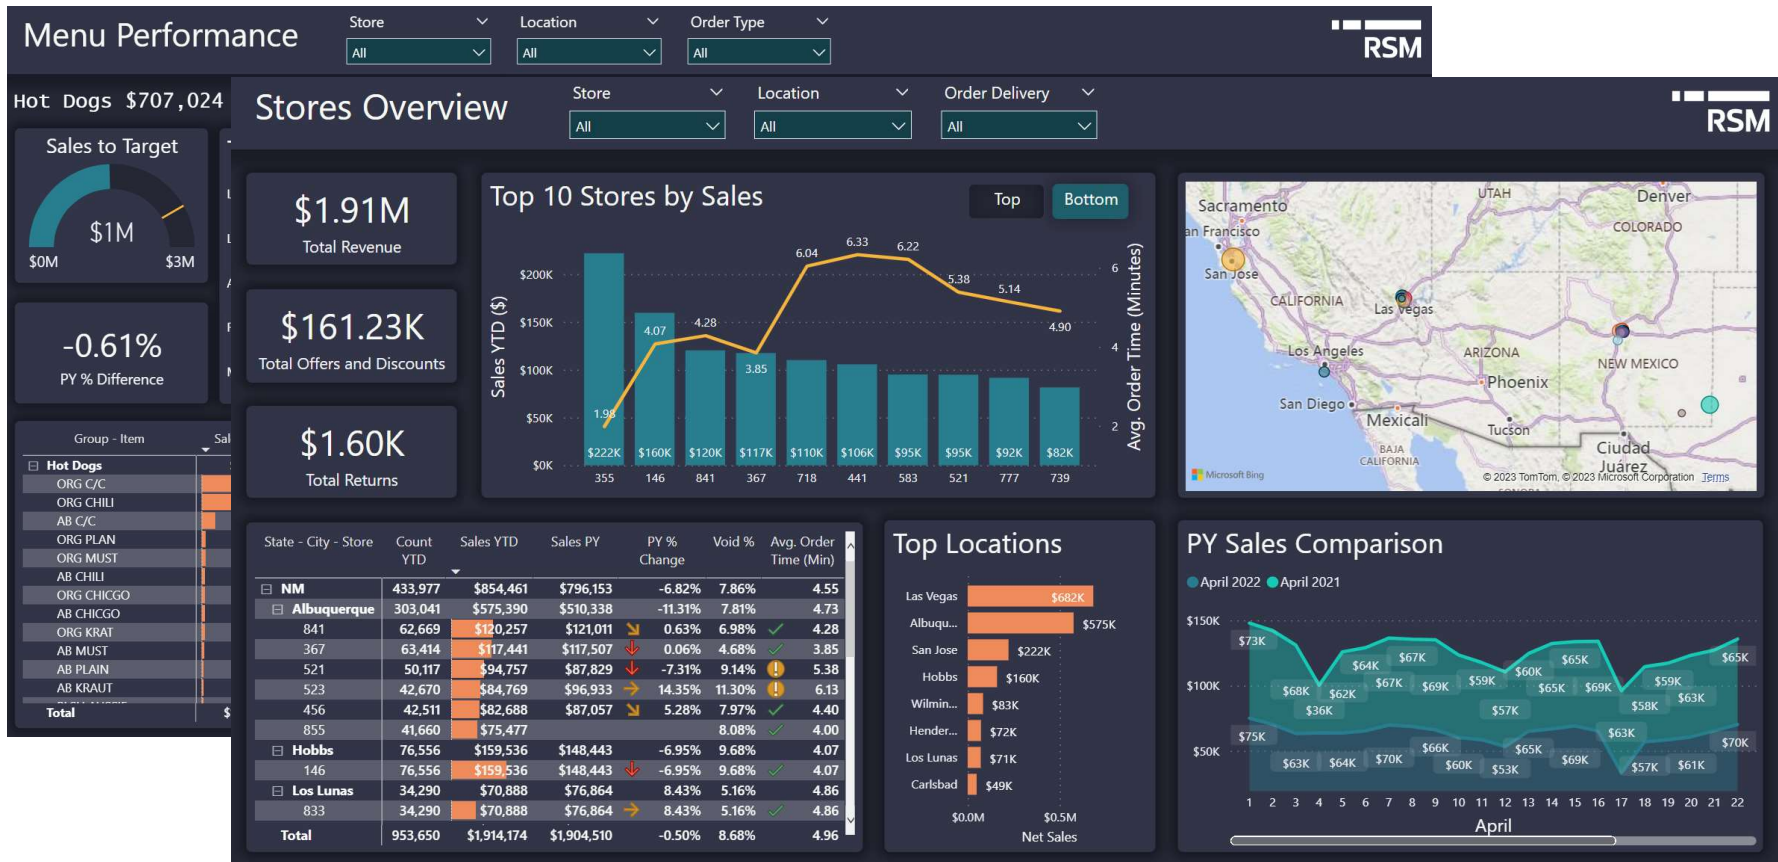 Menu Performance
Store
Location
Order Type
All
All
All
RSM
Hot Dogs $707,024
Sales to Target
$1M
$0M
$3M
-0.61%
PY % Difference
Group - Item
Hot Dogs
ORG C/C
ORG CHILI
AB C/C
ORG PLAN
ORG MUST
AB CHILI
ORG CHICGO
AB CHICGO
ORG KRAT
AB MUST
AB PLAIN
AB KRAUT
Total
$
Stores Overview
Store
Location
Order Delivery
All
All
All
RSM
$1.91M
Total Revenue
$161.23K
Total Offers and Discounts
$1.60K
Total Returns
Top 10 Stores by Sales
Top
Bottom
Sales YTD ($)
$200K
$150K
$100K
$50K
$0K
1.98
4.07
4.28
3.85
6.04
6.33
6.22
5.38
5.14
4.90
$222K $160K $120K $117K $110K $106K $95K $95K $92K $82K
355 146 841 367 718 441 583 521 777 739
6
4
2
Avg. Order Time (Minutes)
Sacramento
UTAH
Denver
an Francisco
COLORADO
San Jose
CALIFORNIA
Las Vegas
Los Angeles
ARIZONA
NEW MEXICO
Phoenix
San Diego
Mexicali
Tucson
BAJA
CALIFORNIA
Ciudad
Juárez
Microsoft Bing
© 2023 TomTom, © 2023 Microsoft Corporation Terms
State - City - Store Count YTD Sales YTD Sales PY PY % Change Void % Avg. Order Time (Min)
NM 433,977 $854,461 $796,153 -6.82% 7.86% 4.55
Albuquerque 303,041 $575,390 $510,338 -11.31% 7.81% 4.73
841 62,669 $120,257 $121,011 0.63% 6.98% 4.28
367 63,414 $117,441 $117,507 0.06% 4.68% 3.85
521 50,117 $94,757 $87,829 -7.31% 9.14% 5.38
523 42,670 $84,769 $96,933 14.35% 11.30% 6.13
456 42,511 $82,688 $87,057 5.28% 7.97% 4.40
855 41,660 $75,477 8.08% 4.00
Hobbs 76,556 $159,536 $148,443 -6.95% 9.68% 4.07
146 76,556 $159,536 $148,443 -6.95% 9.68% 4.07
Los Lunas 34,290 $70,888 $76,864 8.43% 5.16% 4.86
833 34,290 $70,888 $76,864 8.43% 5.16% 4.86
Total 953,650 $1,914,174 $1,904,510 -0.50% 8.68% 4.96
Top Locations
Las Vegas $682K
Albuqu... $575K
San Jose $222K
Hobbs $160K
Wilmin... $83K
Hender... $72K
Los Lunas $71K
Carlsbad $49K
$0.0M $0.5M
Net Sales
PY Sales Comparison
April 2022 April 2021
$150K
$100K
$50K
$73K
$68K
$36K
$62K
$64K
$67K
$67K
$69K
$59K
$57K
$60K
$65K
$65K
$69K
$58K
$59K
$63K
$65K
$75K
$63K
$64K
$70K
$66K
$60K
$53K
$65K
$69K
$63K
$57K
$61K
$70K
1 2 3 4 5 6 7 8 9 10 11 12 13 14 15 16 17 18 19 20 21 22
April